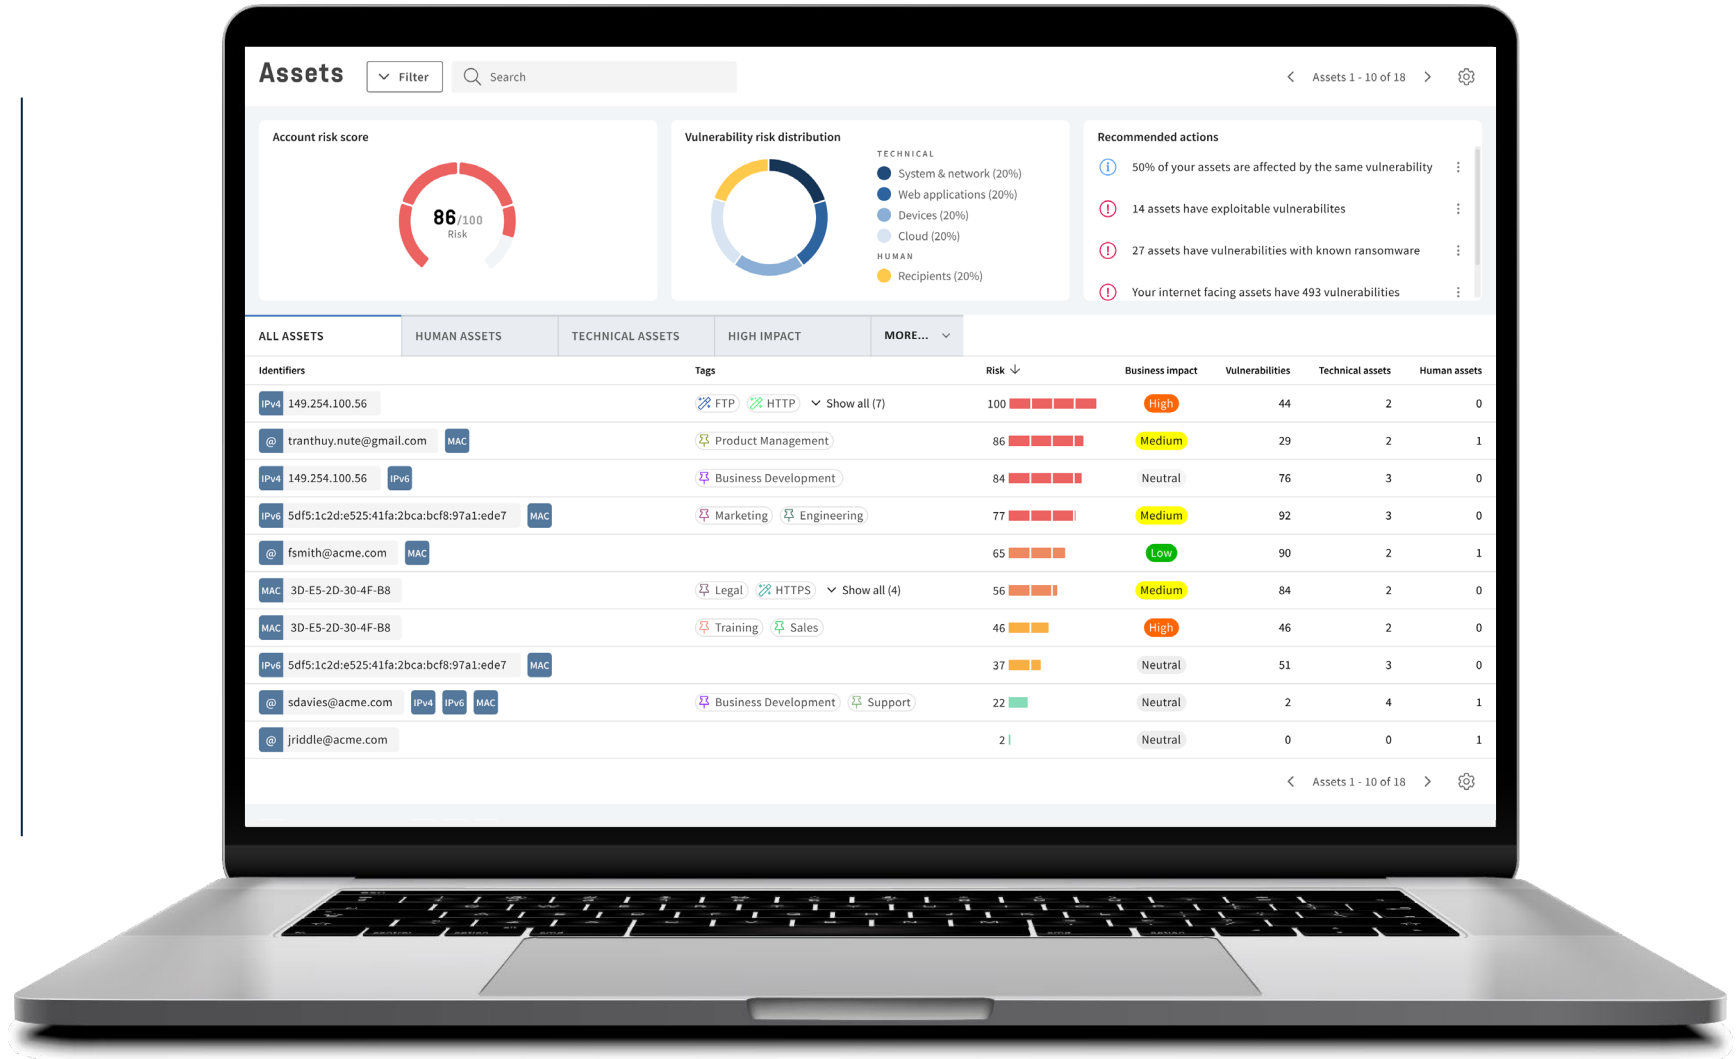 Assets
Filter
Search
Assets 1 - 10 of 18
Account risk score
86/100
Risk
Vulnerability risk distribution
TECHNICAL
System & network (20%)
Web applications (20%)
Devices (20%)
Cloud (20%)
HUMAN
Recipients (20%)
Recommended actions
50% of your assets are affected by the same vulnerability
14 assets have exploitable vulnerabilites
27 assets have vulnerabilities with known ransomware
Your internet facing assets have 493 vulnerabilities
ALL ASSETS HUMAN ASSETS TECHNICAL ASSETS HIGH IMPACT MORE...
Identifiers Tags Risk Business impact Vulnerabilities Technical assets Human assets
IPv4 149.254.100.56 FTP HTTP Show all (7) 100 High 44 2 0
@ tranthuy.nute@gmail.com MAC Product Management 86 Medium 29 2 1
IPv4 149.254.100.56 IPv6 Business Development 84 Neutral 76 3 0
IPv6 5df5:1c2d:e525:41fa:2bca:bcf8:97a1:ede7 MAC Marketing Engineering 77 Medium 92 3 0
@ fsmith@acme.com MAC 65 Low 90 2 1
MAC 3D-E5-2D-30-4F-B8 Legal HTTPS Show all (4) 56 Medium 84 2 0
MAC 3D-E5-2D-30-4F-B8 Training Sales 46 High 46 2 0
IPv6 5df5:1c2d:e525:41fa:2bca:bcf8:97a1:ede7 MAC 37 Neutral 51 3 0
@ sdavies@acme.com IPv4 IPv6 MAC Business Development Support 22 Neutral 2 4 1
@ jriddle@acme.com 2 Neutral 0 0 1
Assets 1 - 10 of 18